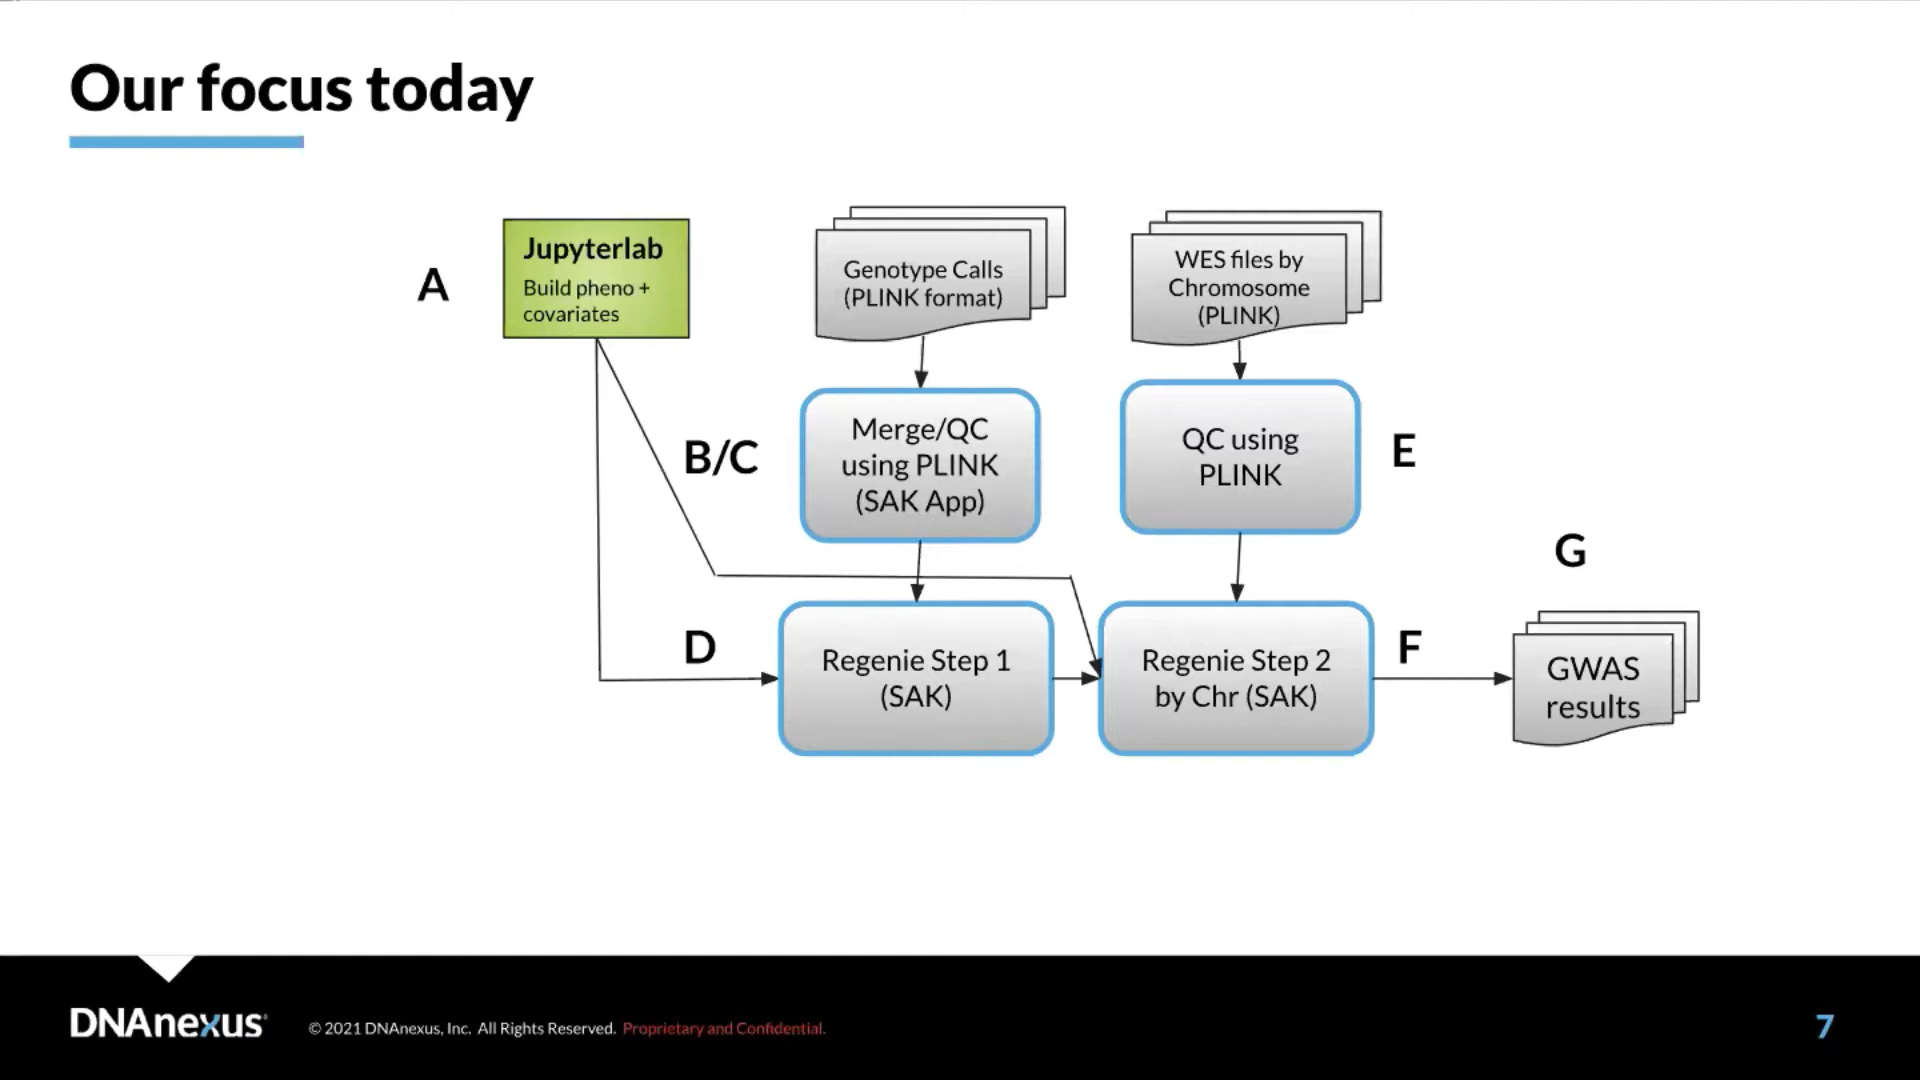 Our focus today
A
Jupyterlab
Build pheno +
covariates
Genotype Calls
(PLINK format)
WES files by
Chromosome
(PLINK)
B/C
Merge/QC
using PLINK
(SAK App)
QC using
PLINK
E
D
Regenie Step 1
(SAK)
Regenie Step 2
by Chr (SAK)
F
G
GWAS
results
DNAnexus
© 2021 DNAnexus, Inc. All Rights Reserved. Proprietary and Confidential.
7